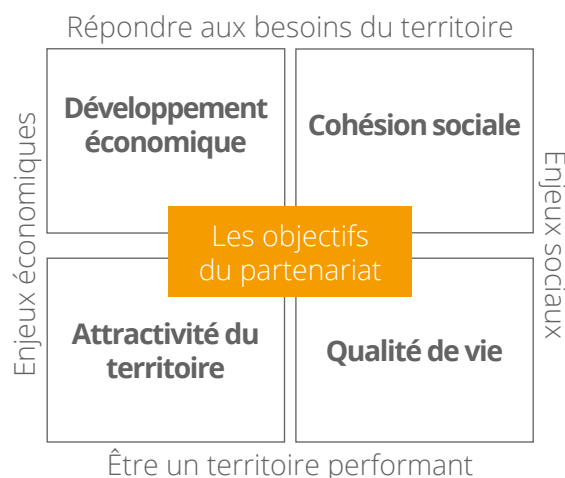 Répondre aux besoins du territoire
Enjeux économiques
Développement
économique
Cohésion sociale
Enjeux sociaux
Les objectifs
du partenariat
Attractivité du
territoire
Qualité de vie
Être un territoire performant